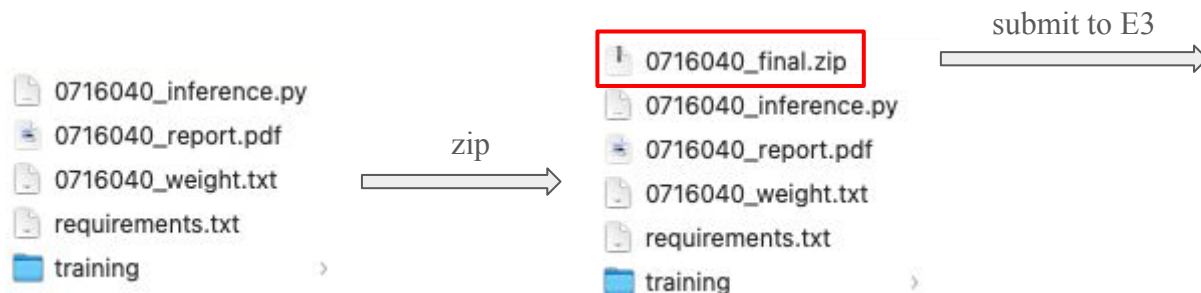 0716040_inference.py
0716040_report.pdf
0716040_weight.txt
requirements.txt
training
zip
0716040_final.zip
0716040_inference.py
0716040_report.pdf
0716040_weight.txt
requirements.txt
training
submit to E3